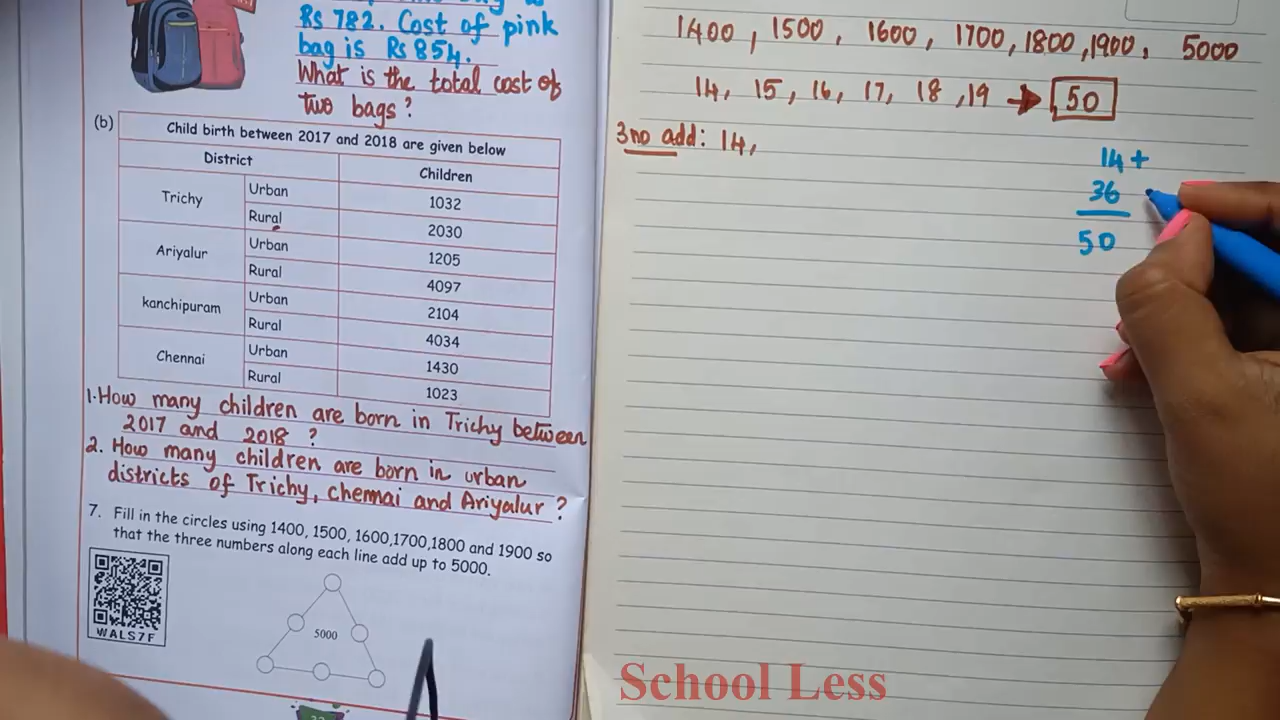 Rs 782. Cost of pink
bag is Rs 854.
What is the total cost of
two bags?
(b)
Child birth between 2017 and 2018 are given below
District Children
Trichy Urban 1032
Rural 2030
Ariyalur Urban 1205
Rural 4097
kanchipuram Urban 2104
Rural 4034
Chennai Urban 1430
Rural 1023
1. How many children are born in Trichy between
2017 and 2018 ?
2. How many children are born in urban
districts of Trichy, Chennai and Ariyalur ?
7. Fill in the circles using 1400, 1500, 1600,1700,1800 and 1900 so
that the three numbers along each line add up to 5000.
WALS7F
5000
1400 , 1500 , 1600 , 1700 , 1800 , 1900 , 5000
14, 15, 16, 17, 18 ,19 → 50
3no add: 14,
14 +
36
50
School Less